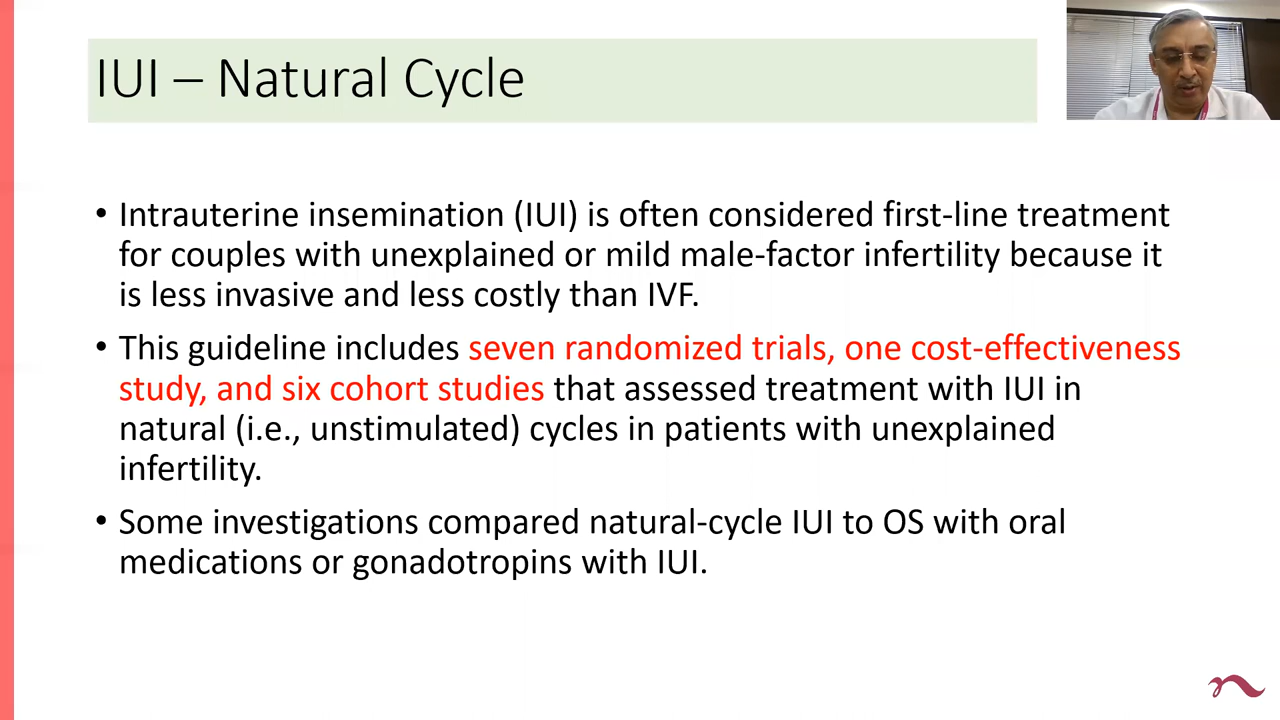 IUI – Natural Cycle
• Intrauterine insemination (IUI) is often considered first-line treatment
for couples with unexplained or mild male-factor infertility because it
is less invasive and less costly than IVF.
• This guideline includes seven randomized trials, one cost-effectiveness
study, and six cohort studies that assessed treatment with IUI in
natural (i.e., unstimulated) cycles in patients with unexplained
infertility.
• Some investigations compared natural-cycle IUI to OS with oral
medications or gonadotropins with IUI.